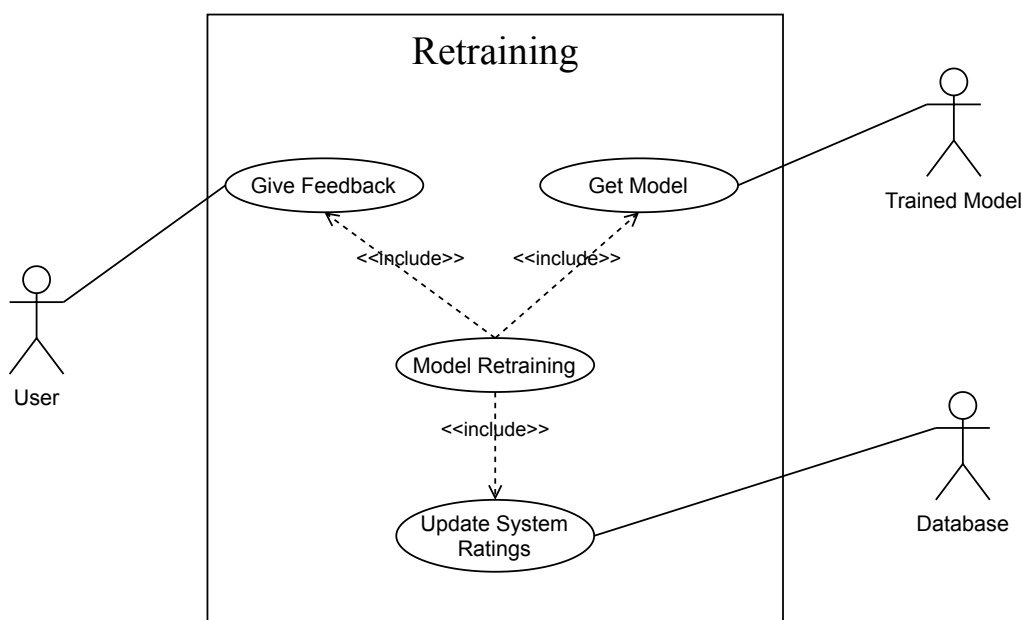 Retraining
Give Feedback
Get Model
Trained Model
<<include>>
<<include>>
User
Model Retraining
<<include>>
Update System
Ratings
Database